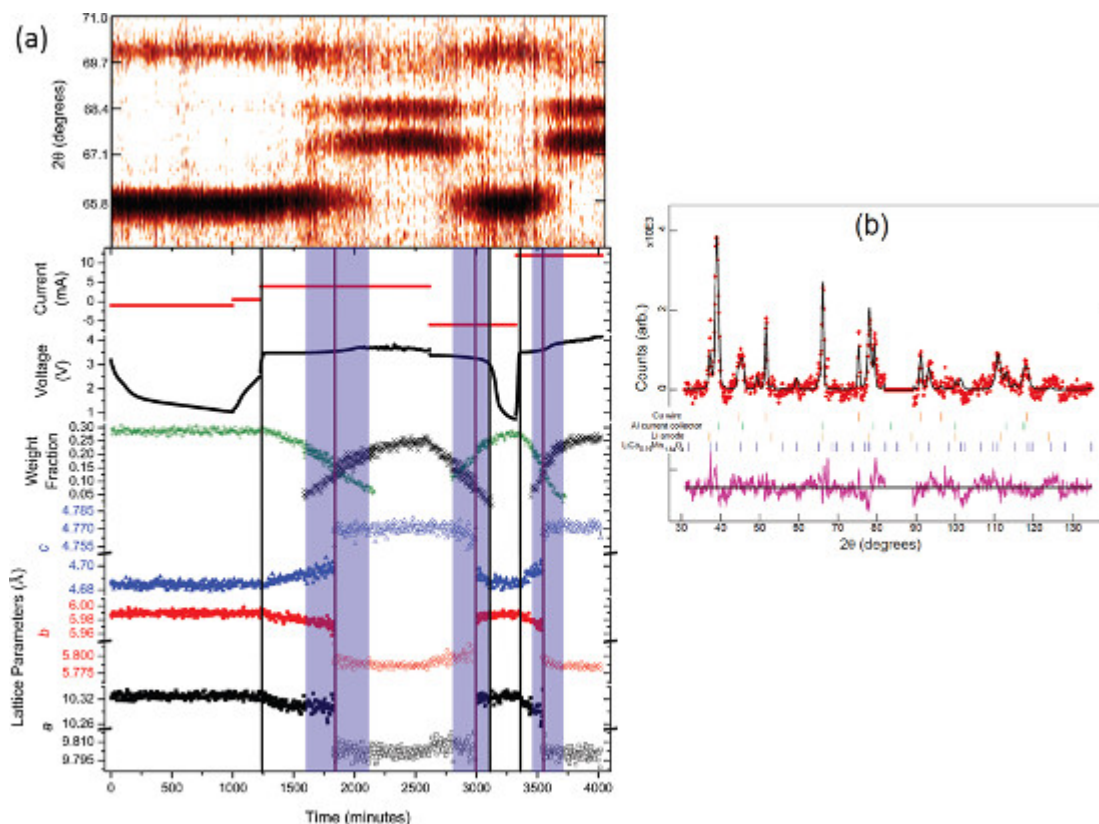 (a)
71.0
69.7
68.4
67.1
65.8
2θ (degrees)
10
5
0
-5
Current
(mA)
4
3
2
1
Voltage
(V)
0.30
0.25
0.20
0.15
0.10
0.05
Weight
Fraction
4.785
4.770
4.755
c
4.70
4.68
6.00
5.98
5.96
b
5.800
5.775
10.32
10.26
a
9.810
9.795
Lattice Parameters (Å)
0 500 1000 1500 2000 2500 3000 3500 4000
Time (minutes)
(b)
x10E3
4
2
0
Counts (arb.)
Cu wire
Al current collector
Li anode
30 40 50 60 70 80 90 100 110 120 130
2θ (degrees)